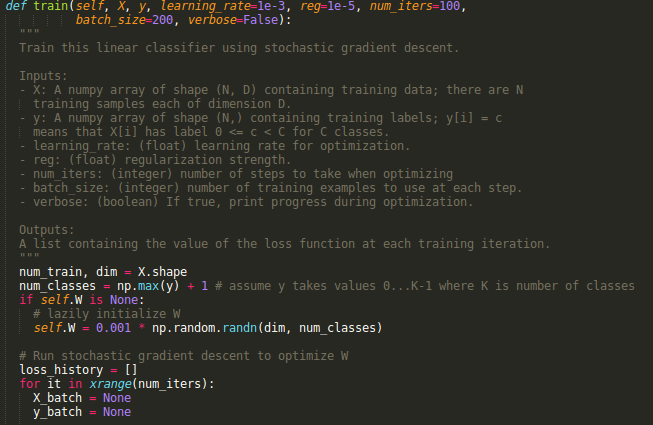 def train(self, X, y, learning_rate=1e-3, reg=1e-5, num_iters=100,
batch_size=200, verbose=False):
"""
Train this linear classifier using stochastic gradient descent.
Inputs:
- X: A numpy array of shape (N, D) containing training data; there are N
training samples each of dimension D.
- y: A numpy array of shape (N,) containing training labels; y[i] = c
means that X[i] has label 0 <= c < C for C classes.
- learning_rate: (float) learning rate for optimization.
- reg: (float) regularization strength.
- num_iters: (integer) number of steps to take when optimizing
- batch_size: (integer) number of training examples to use at each step.
- verbose: (boolean) If true, print progress during optimization.
Outputs:
A list containing the value of the loss function at each training iteration.
"""
num_train, dim = X.shape
num_classes = np.max(y) + 1 # assume y takes values 0...K-1 where K is number of classes
if self.W is None:
# lazily initialize W
self.W = 0.001 * np.random.randn(dim, num_classes)
# Run stochastic gradient descent to optimize W
loss_history = []
for it in xrange(num_iters):
X_batch = None
y_batch = None